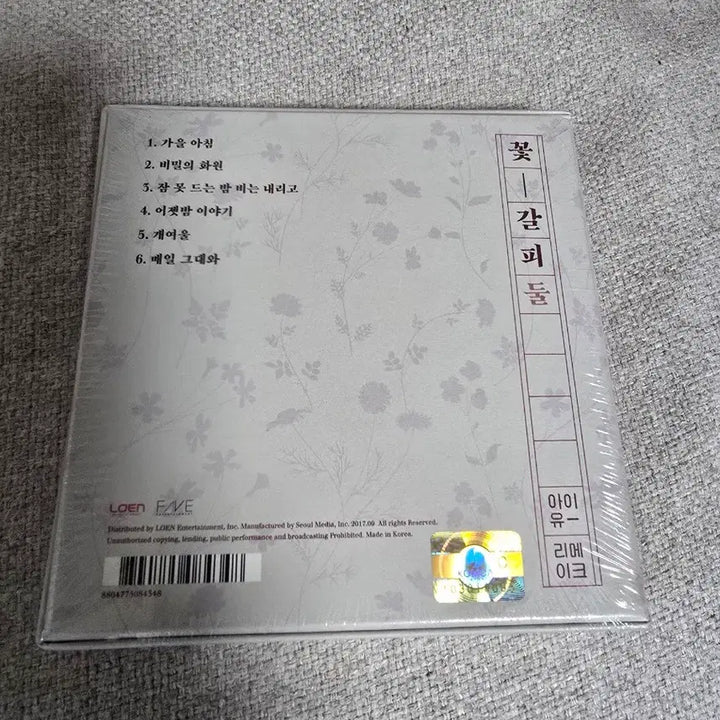 1. 가을 아침
2. 비밀의 화원
3. 잠 못 드는 밤 비는 내리고
4. 어젯밤 이야기
5. 개여울
6. 매일 그대와
꽃
갈
피
둘
아이
유
리메
이크
LOEN FAVE
ENTERTAINMENT
Distributed by LOEN Entertainment, Inc. Manufactured by Seoul Media, Inc. 2017.09 All rights Reserved.
Unauthorized copying, lending, public performance and broadcasting Prohibited. Made in Korea.
8804775084348